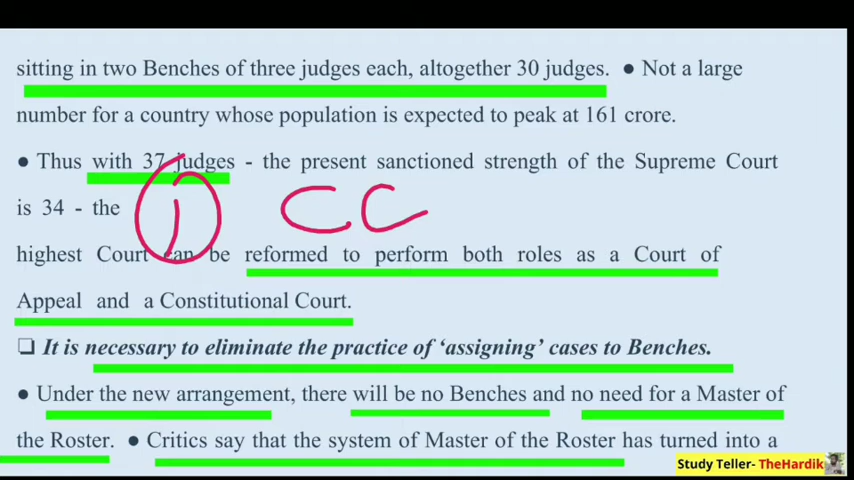 sitting in two Benches of three judges each, altogether 30 judges. ● Not a large
number for a country whose population is expected to peak at 161 crore.
● Thus with 37 judges - the present sanctioned strength of the Supreme Court
is 34 - the
1 CC
highest Court can be reformed to perform both roles as a Court of
Appeal and a Constitutional Court.
❑ It is necessary to eliminate the practice of ‘assigning’ cases to Benches.
● Under the new arrangement, there will be no Benches and no need for a Master of
the Roster. ● Critics say that the system of Master of the Roster has turned into a
Study Teller- TheHardik